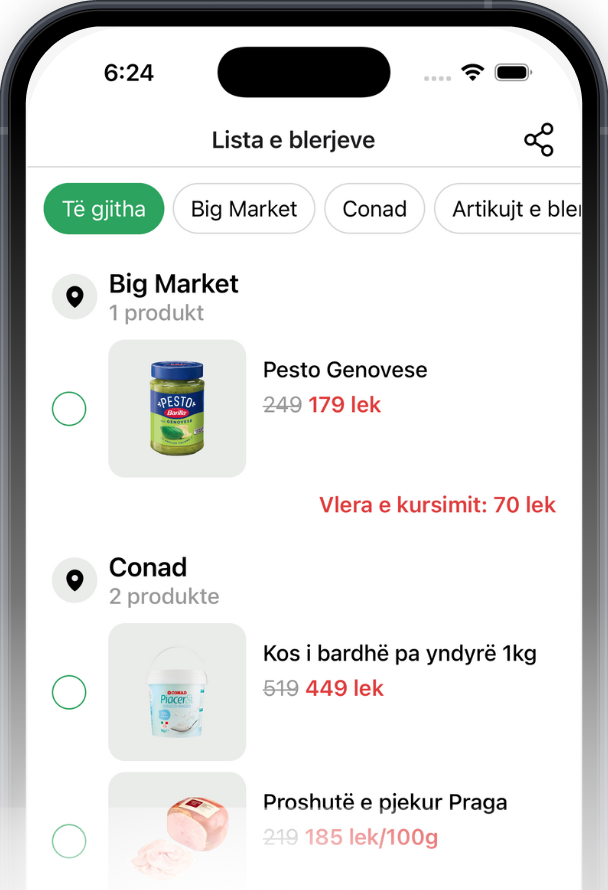 6:24
Lista e blerjeve
Të gjitha
Big Market
Conad
Artikujt e bler
Big Market
1 produkt
PESTO
Barilla
GENOVESE
Pesto Genovese
249 179 lek
Vlera e kursimit: 70 lek
Conad
2 produkte
CONAD
Piacersi
Kos i bardhë pa yndyrë 1kg
519 449 lek
Proshutë e pjekur Praga
219 185 lek/100g